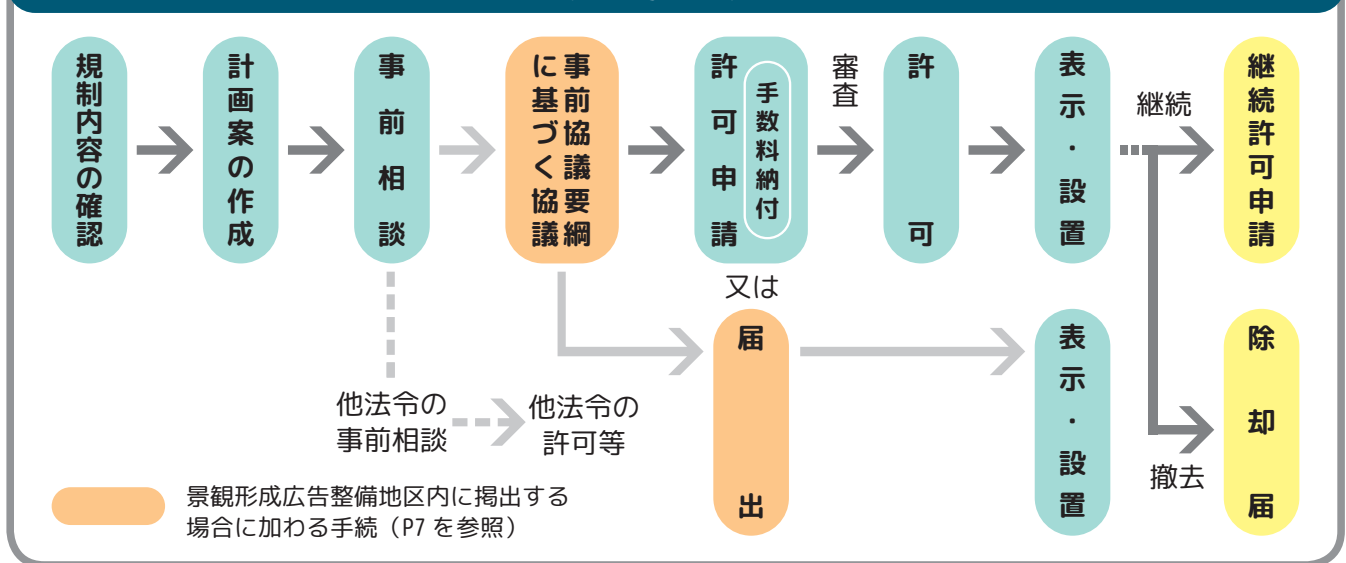 規制内容の確認
計画案の作成
事前相談
事前協議要綱
に基づく協議
許可申請
手数料納付
審査
許可
表示・設置
継続
継続許可申請
又は
届出
表示・設置
撤去
除却届
他法令の
事前相談
他法令の
許可等
景観形成広告整備地区内に掲出する
場合に加わる手続（P7 を参照）